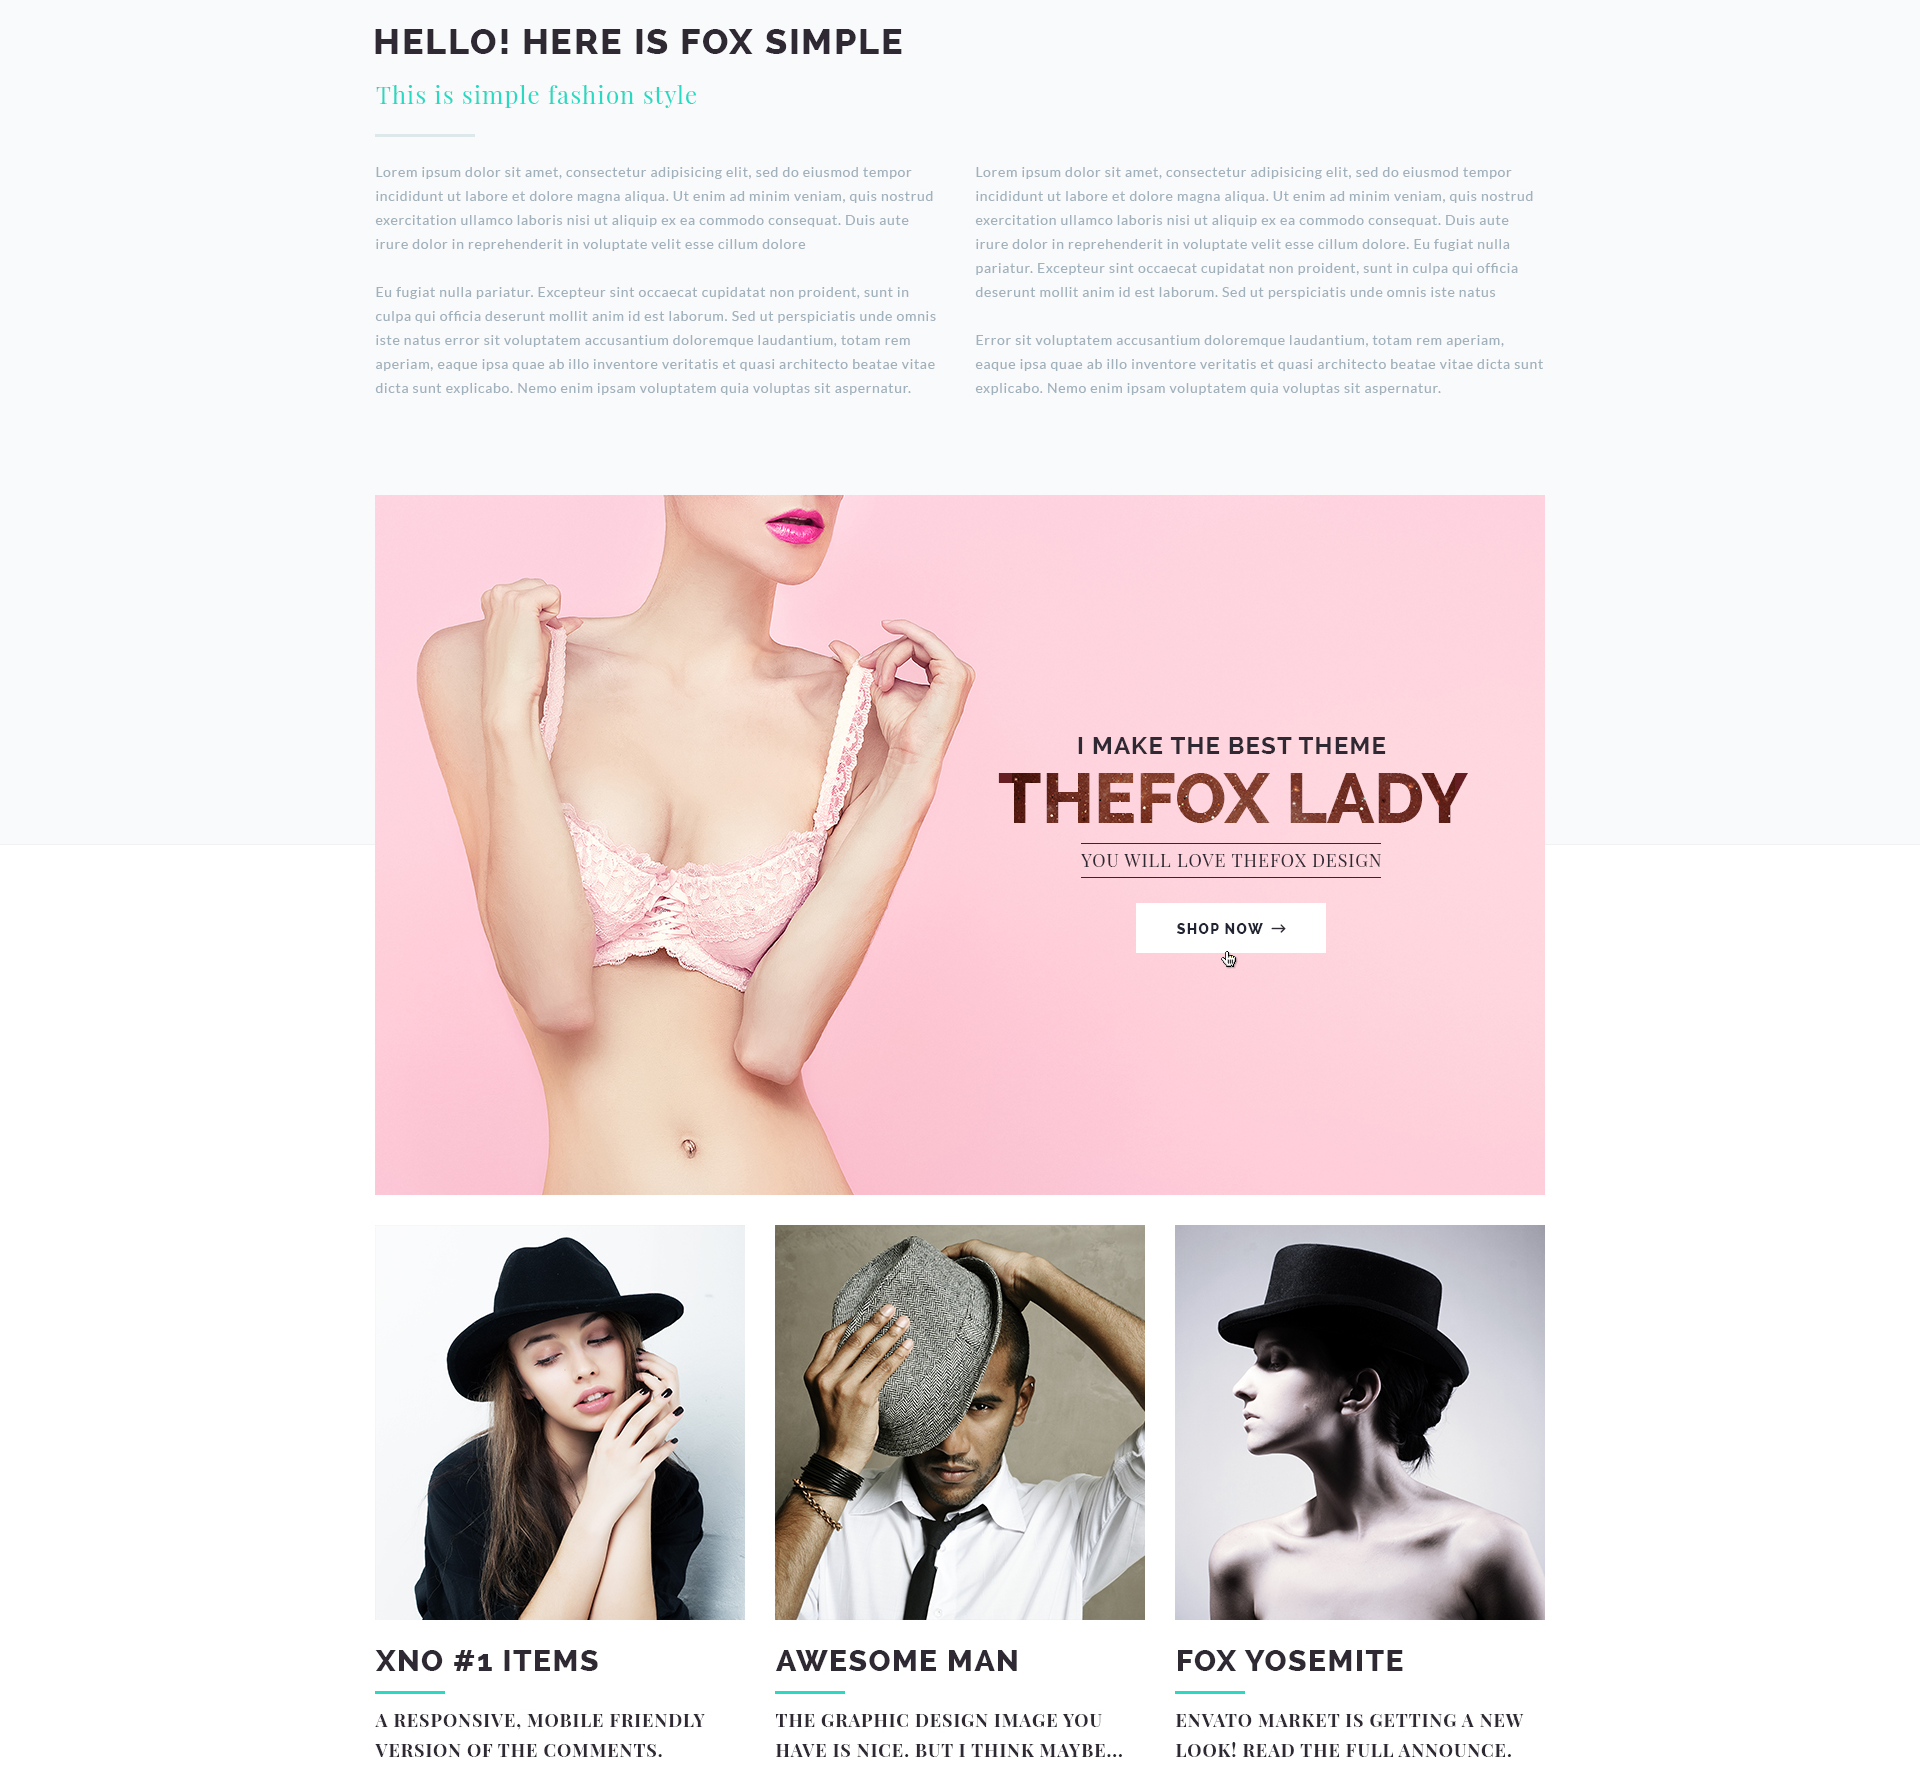 HELLO! HERE IS FOX SIMPLE
This is simple fashion style
Lorem ipsum dolor sit amet, consectetur adipisicing elit, sed do eiusmod tempor
incididunt ut labore et dolore magna aliqua. Ut enim ad minim veniam, quis nostrud
exercitation ullamco laboris nisi ut aliquip ex ea commodo consequat. Duis aute
irure dolor in reprehenderit in voluptate velit esse cillum dolore
Eu fugiat nulla pariatur. Excepteur sint occaecat cupidatat non proident, sunt in
culpa qui officia deserunt mollit anim id est laborum. Sed ut perspiciatis unde omnis
iste natus error sit voluptatem accusantium doloremque laudantium, totam rem
aperiam, eaque ipsa quae ab illo inventore veritatis et quasi architecto beatae vitae
dicta sunt explicabo. Nemo enim ipsam voluptatem quia voluptas sit aspernatur.
Lorem ipsum dolor sit amet, consectetur adipisicing elit, sed do eiusmod tempor
incididunt ut labore et dolore magna aliqua. Ut enim ad minim veniam, quis nostrud
exercitation ullamco laboris nisi ut aliquip ex ea commodo consequat. Duis aute
irure dolor in reprehenderit in voluptate velit esse cillum dolore. Eu fugiat nulla
pariatur. Excepteur sint occaecat cupidatat non proident, sunt in culpa qui officia
deserunt mollit anim id est laborum. Sed ut perspiciatis unde omnis iste natus
Error sit voluptatem accusantium doloremque laudantium, totam rem aperiam,
eaque ipsa quae ab illo inventore veritatis et quasi architecto beatae vitae dicta sunt
explicabo. Nemo enim ipsam voluptatem quia voluptas sit aspernatur.
I MAKE THE BEST THEME
THEFOX LADY
YOU WILL LOVE THEFOX DESIGN
SHOP NOW →
XNO #1 ITEMS
A RESPONSIVE, MOBILE FRIENDLY
VERSION OF THE COMMENTS.
AWESOME MAN
THE GRAPHIC DESIGN IMAGE YOU
HAVE IS NICE. BUT I THINK MAYBE...
FOX YOSEMITE
ENVATO MARKET IS GETTING A NEW
LOOK! READ THE FULL ANNOUNCE.